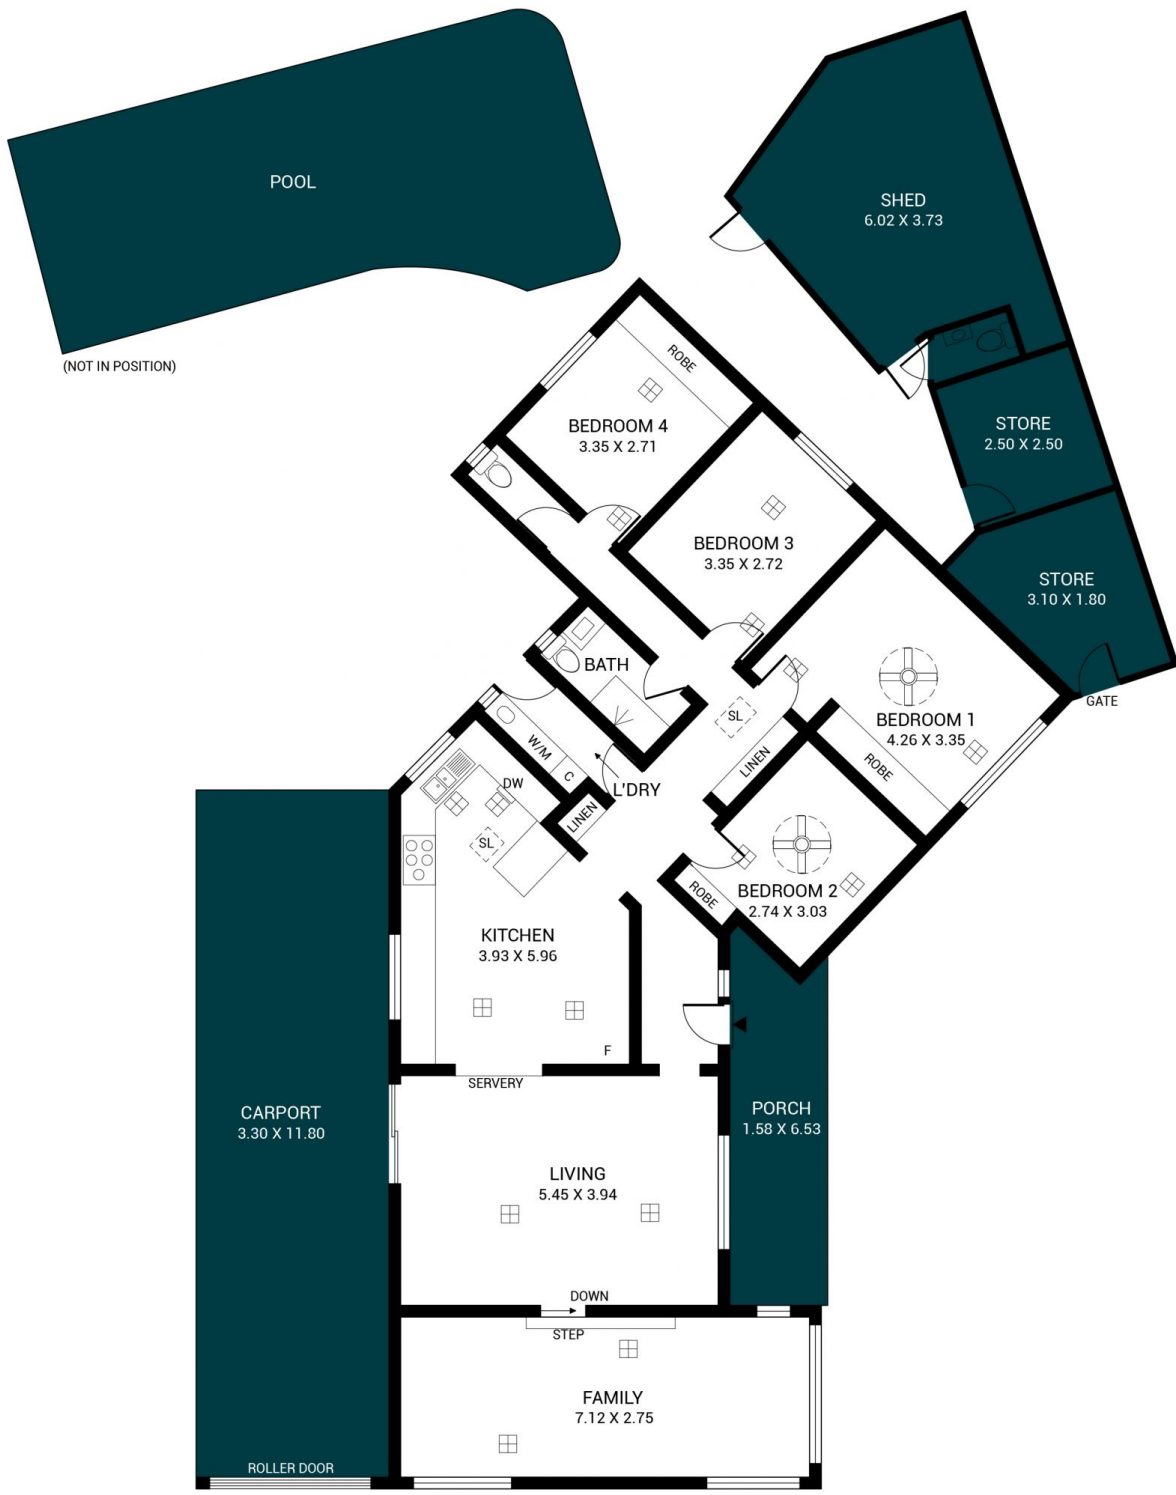 POOL
(NOT IN POSITION)
SHED
6.02 X 3.73
ROBE
BEDROOM 4
3.35 X 2.71
STORE
2.50 X 2.50
BEDROOM 3
3.35 X 2.72
STORE
3.10 X 1.80
GATE
BATH
BEDROOM 1
4.26 X 3.35
SL
ROBE
LINEN
W/M
C
L'DRY
DW
LINEN
SL
BEDROOM 2
2.74 X 3.03
ROBE
KITCHEN
3.93 X 5.96
F
SERVERY
CARPORT
3.30 X 11.80
PORCH
1.58 X 6.53
LIVING
5.45 X 3.94
DOWN
STEP
FAMILY
7.12 X 2.75
ROLLER DOOR